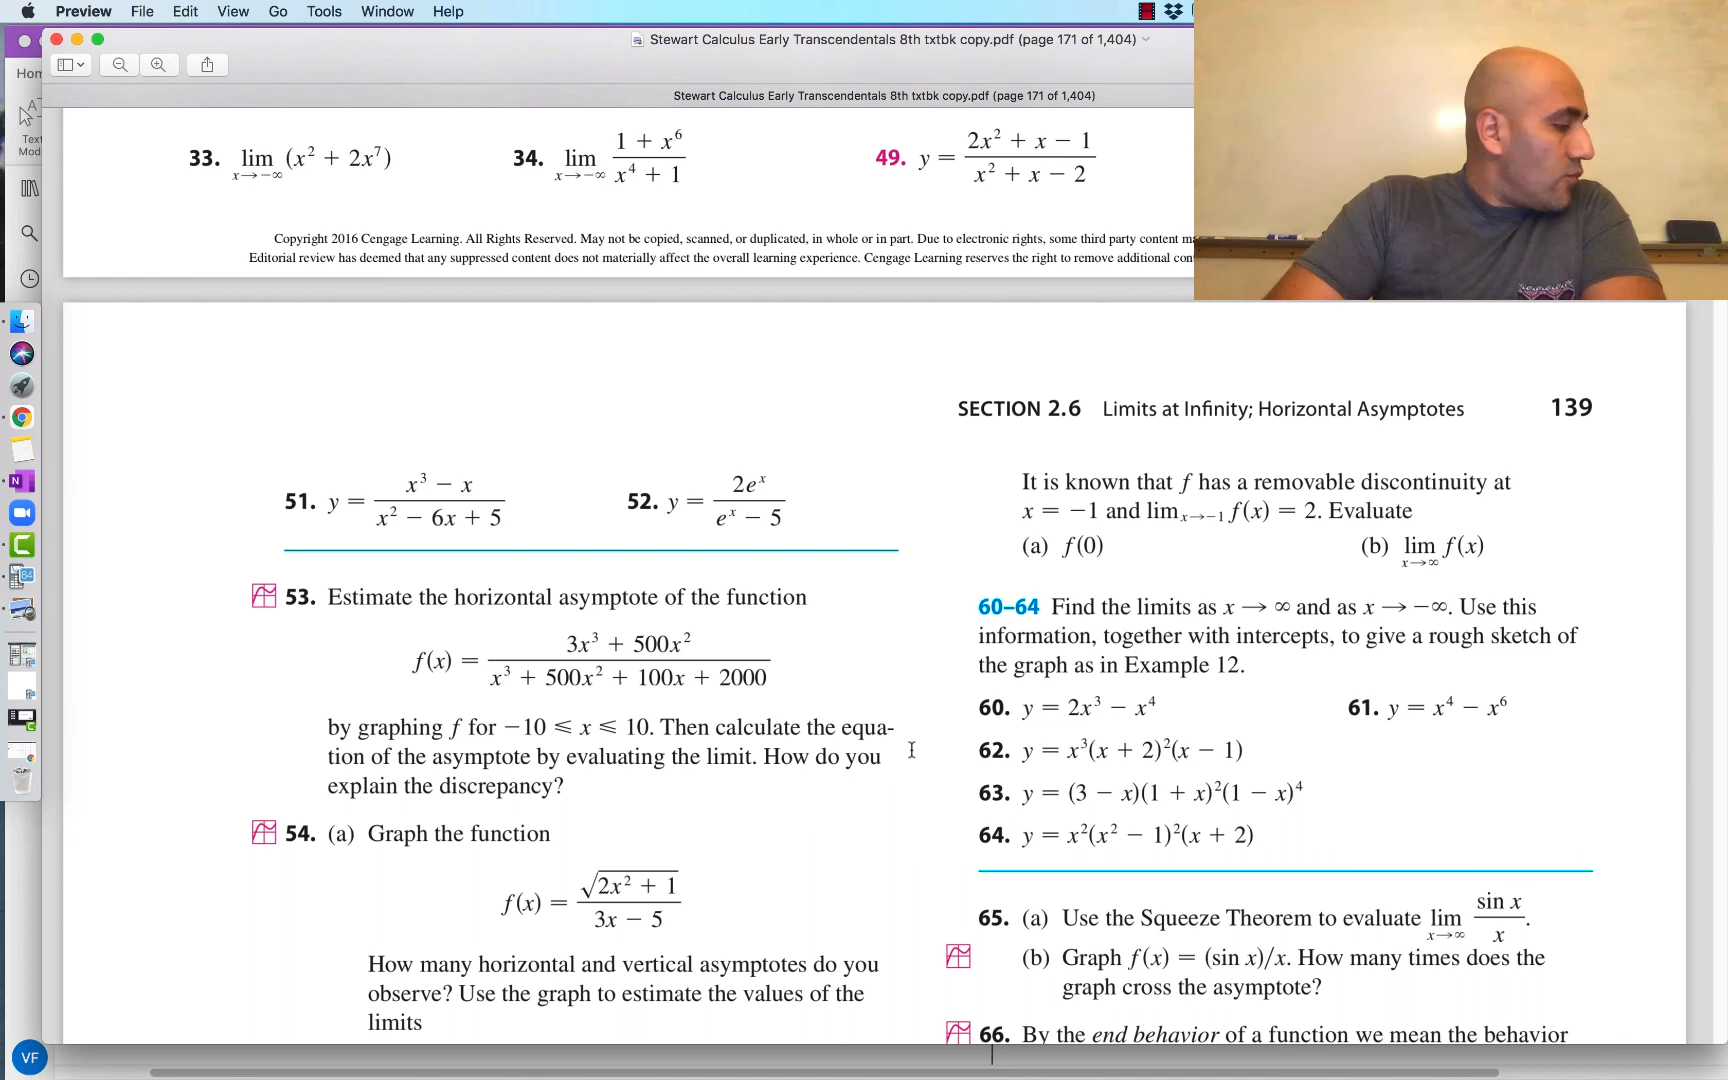 Preview File Edit View Go Tools Window Help
Stewart Calculus Early Transcendentals 8th txtbk copy.pdf (page 171 of 1,404)
Stewart Calculus Early Transcendentals 8th txtbk copy.pdf (page 171 of 1,404)
Hom
A
Text
Mod
33. lim x→−∞ (x² + 2x⁷)
34. lim x→−∞ (1 + x⁶)/(x⁴ + 1)
49. y = (2x² + x − 1)/(x² + x − 2)
Copyright 2016 Cengage Learning. All Rights Reserved. May not be copied, scanned, or duplicated, in whole or in part. Due to electronic rights, some third party content
Editorial review has deemed that any suppressed content does not materially affect the overall learning experience. Cengage Learning reserves the right to remove additional
SECTION 2.6 Limits at Infinity; Horizontal Asymptotes 139
51. y = (x³ − x)/(x² − 6x + 5)
52. y = 2eˣ/(eˣ − 5)
53. Estimate the horizontal asymptote of the function
f(x) = (3x³ + 500x²)/(x³ + 500x² + 100x + 2000)
by graphing f for −10 ⩽ x ⩽ 10. Then calculate the equa-
tion of the asymptote by evaluating the limit. How do you
explain the discrepancy?
54. (a) Graph the function
f(x) = √(2x² + 1)/(3x − 5)
How many horizontal and vertical asymptotes do you
observe? Use the graph to estimate the values of the
limits
It is known that f has a removable discontinuity at
x = −1 and lim x→−1 f(x) = 2. Evaluate
(a) f(0) (b) lim x→∞ f(x)
60–64 Find the limits as x → ∞ and as x → −∞. Use this
information, together with intercepts, to give a rough sketch of
the graph as in Example 12.
60. y = 2x³ − x⁴ 61. y = x⁴ − x⁶
62. y = x³(x + 2)²(x − 1)
63. y = (3 − x)(1 + x)²(1 − x)⁴
64. y = x²(x² − 1)²(x + 2)
65. (a) Use the Squeeze Theorem to evaluate lim x→∞ (sin x)/x.
(b) Graph f(x) = (sin x)/x. How many times does the
graph cross the asymptote?
66. By the end behavior of a function we mean the behavior
VF